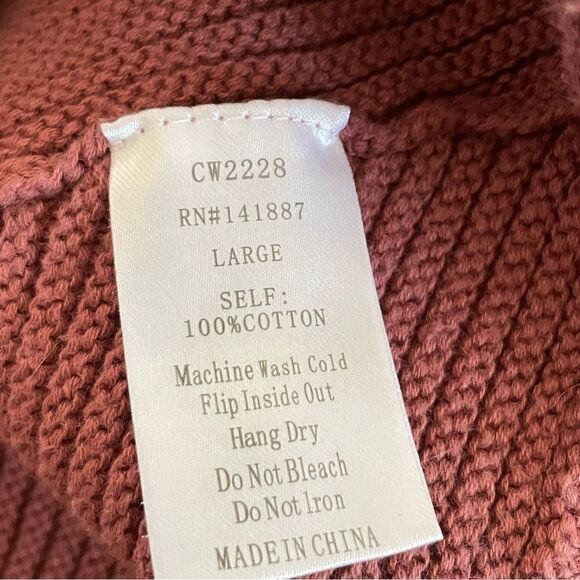 CW2228
RN#141887
LARGE
SELF:
100%COTTON
Machine Wash Cold
Flip Inside Out
Hang Dry
Do Not Bleach
Do Not lron
MADE IN CHINA